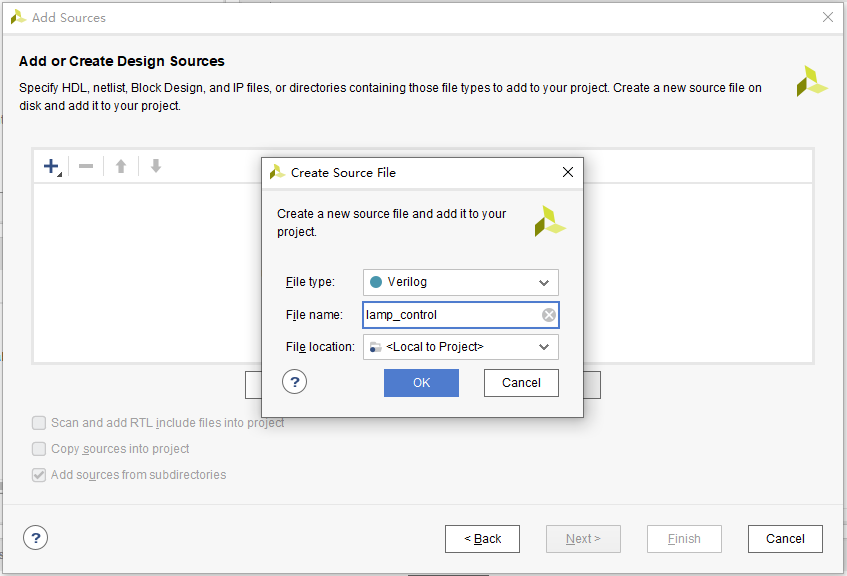 Add Sources
Add or Create Design Sources
Specify HDL, netlist, Block Design, and IP files, or directories containing those file types to add to your project. Create a new source file on
disk and add it to your project.
Create Source File
Create a new source file and add it to your
project.
File type:
Verilog
File name:
lamp_control
File location:
<Local to Project>
?
OK
Cancel
Scan and add RTL include files into project
Copy sources into project
Add sources from subdirectories
?
< Back
Next >
Finish
Cancel